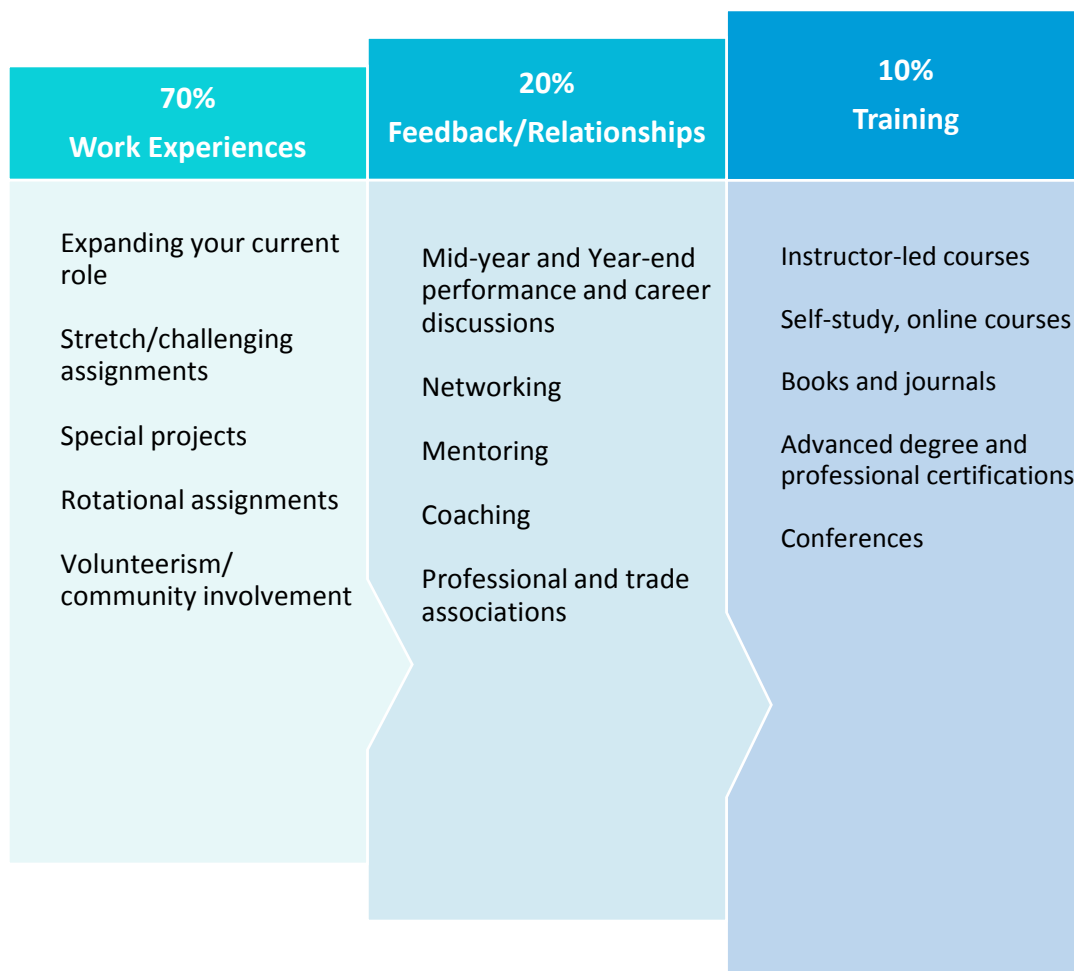 70%
Work Experiences
Expanding your current
role
Stretch/challenging
assignments
Special projects
Rotational assignments
Volunteerism/
community involvement
20%
Feedback/Relationships
Mid-year and Year-end
performance and career
discussions
Networking
Mentoring
Coaching
Professional and trade
associations
10%
Training
Instructor-led courses
Self-study, online courses
Books and journals
Advanced degree and
professional certifications
Conferences